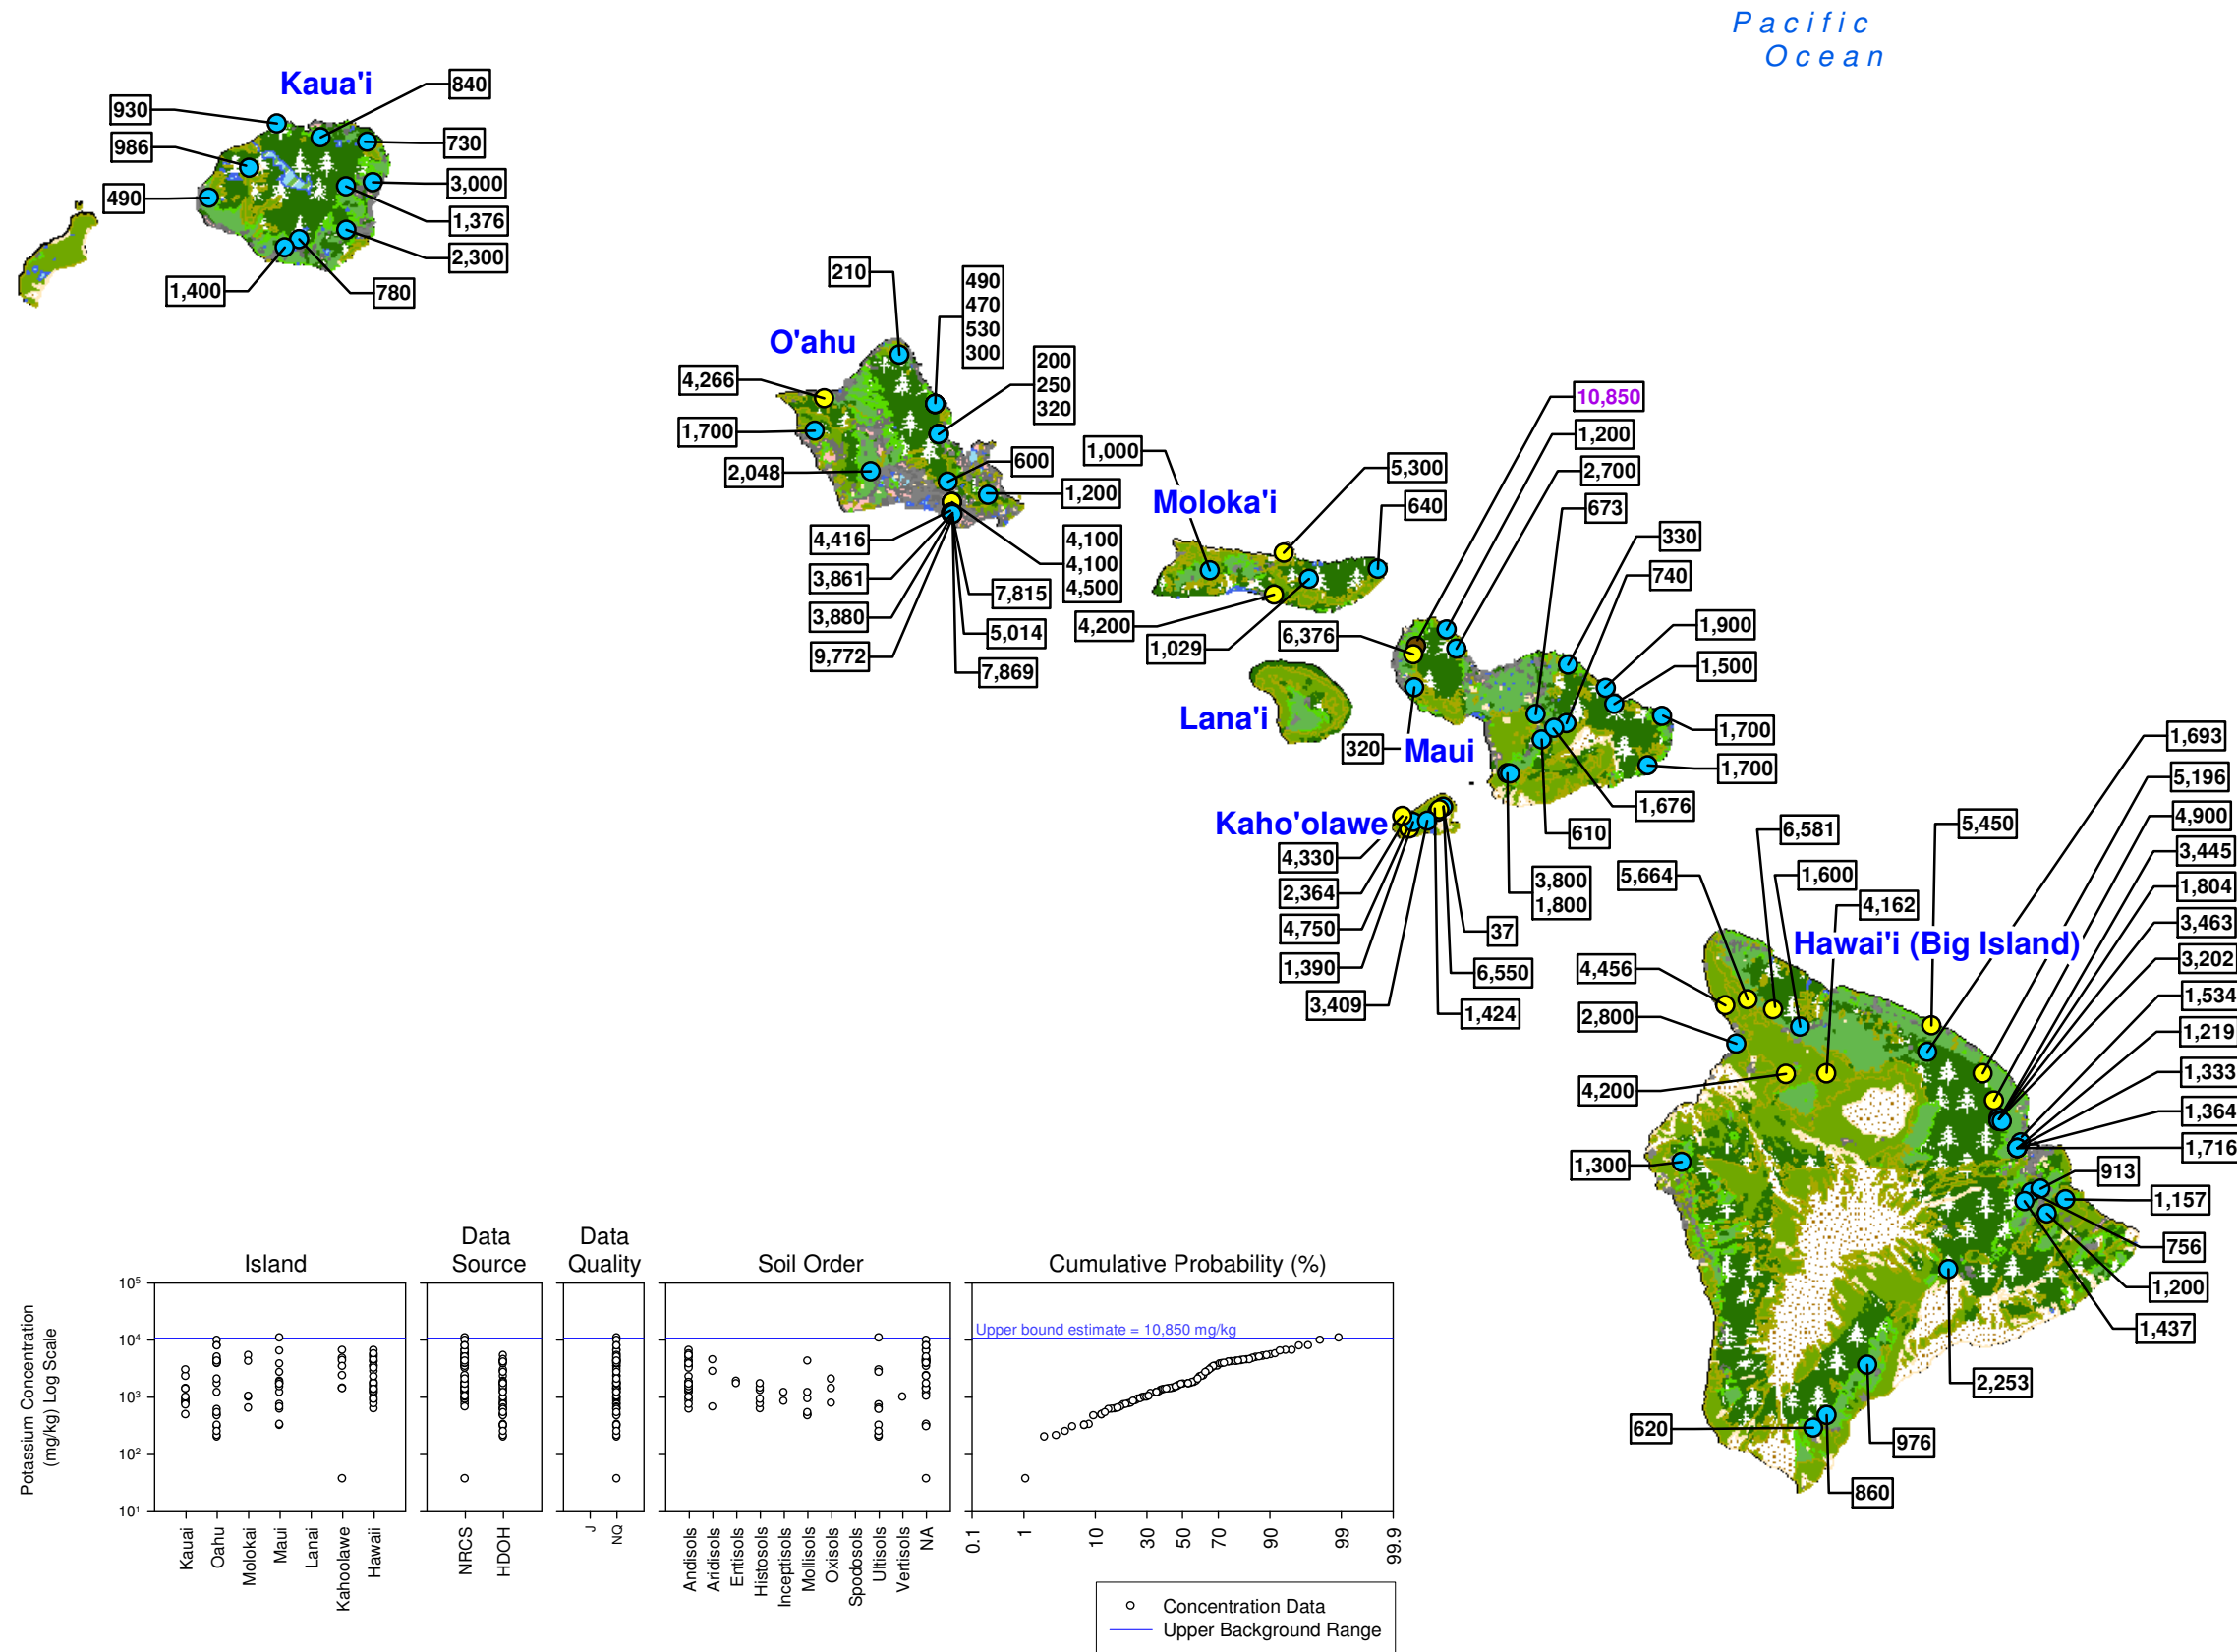 Pacific
Ocean
Kaua'i
840
930
986
730
490
3,000
1,376
2,300
1,400
780
210
490
470
530
300
O'ahu
200
250
320
4,266
1,700
2,048
600
1,200
4,416
3,861
3,880
9,772
4,100
4,100
4,500
7,815
5,014
7,869
1,000
Moloka'i
5,300
640
4,200
1,029
10,850
1,200
2,700
673
330
740
1,900
1,500
6,376
1,700
1,700
Lana'i
320
Maui
1,676
610
3,800
1,800
Kaho'olawe
4,330
2,364
4,750
1,390
3,409
37
6,550
1,424
1,693
5,196
4,900
3,445
1,804
3,463
3,202
1,534
1,219
1,333
1,364
1,716
5,450
6,581
5,664
1,600
4,162
Hawai'i (Big Island)
4,456
2,800
4,200
1,300
913
1,157
756
1,200
1,437
2,253
976
620
860
Potassium Concentration
(mg/kg) Log Scale
10⁵
10⁴
10³
10²
10¹
Island
Kauai
Oahu
Molokai
Maui
Lanai
Kahoolawe
Hawaii
Data
Source
NRCS
HDOH
Data
Quality
J
NQ
Soil Order
Andisols
Aridisols
Entisols
Histosols
Inceptisols
Mollisols
Oxisols
Spodosols
Ultisols
Vertisols
NA
Cumulative Probability (%)
Upper bound estimate = 10,850 mg/kg
0.1
1
10
30
50
70
90
99
99.9
Concentration Data
Upper Background Range